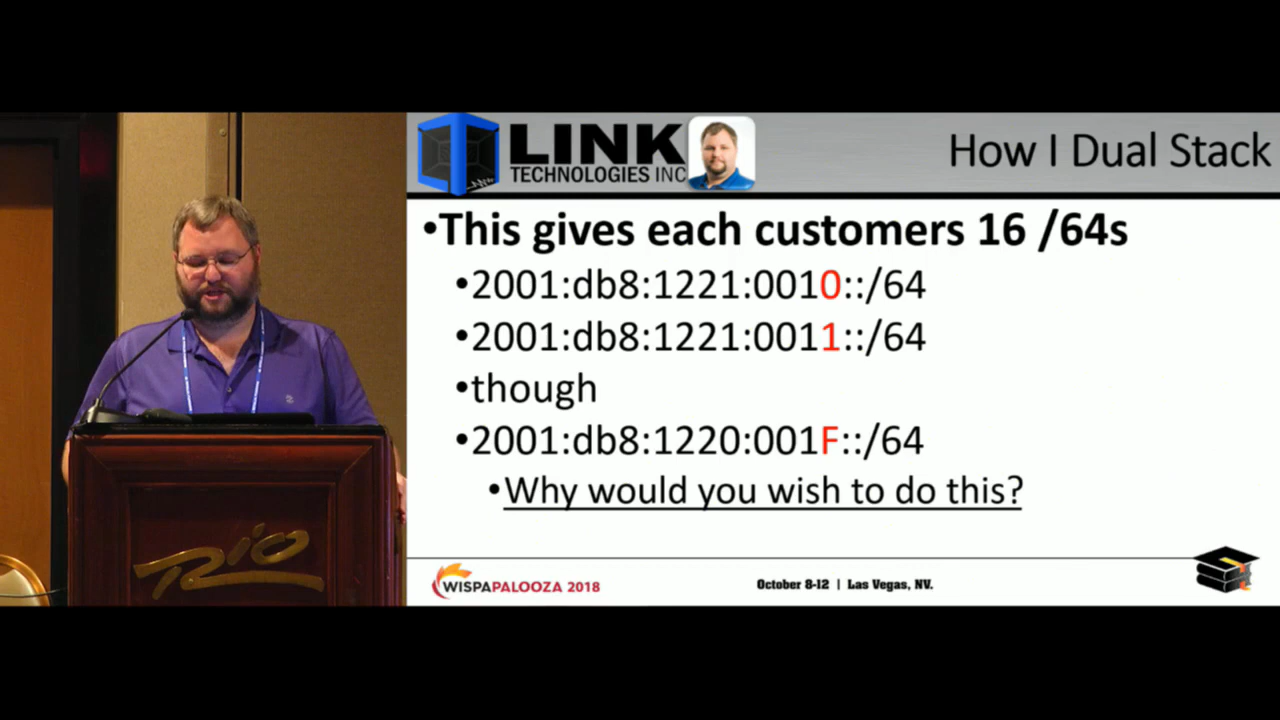 LINK
TECHNOLOGIES INC
How I Dual Stack
•This gives each customers 16 /64s
•2001:db8:1221:0010::/64
•2001:db8:1221:0011::/64
•though
•2001:db8:1220:001F::/64
•Why would you wish to do this?
Rio
WISPAPALOOZA 2018
October 8-12 | Las Vegas, NV.